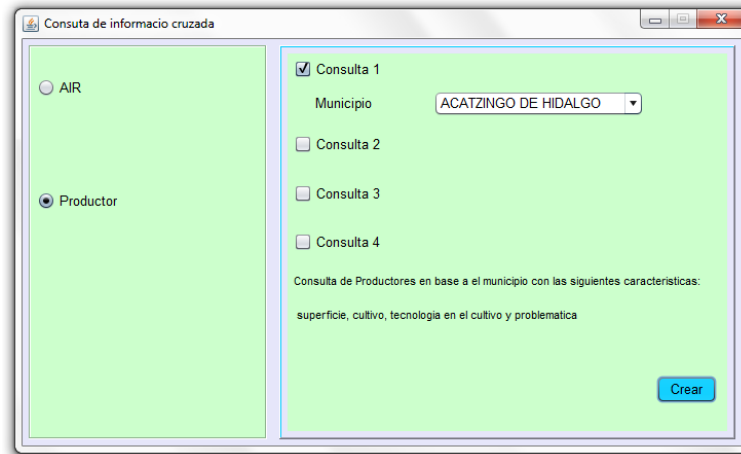 Consuta de informacio cruzada
AIR
Productor
Consulta 1
Municipio ACATZINGO DE HIDALGO
Consulta 2
Consulta 3
Consulta 4
Consulta de Productores en base a el municipio con las siguientes caracteristicas:
superficie, cultivo, tecnologia en el cultivo y problematica
Crear